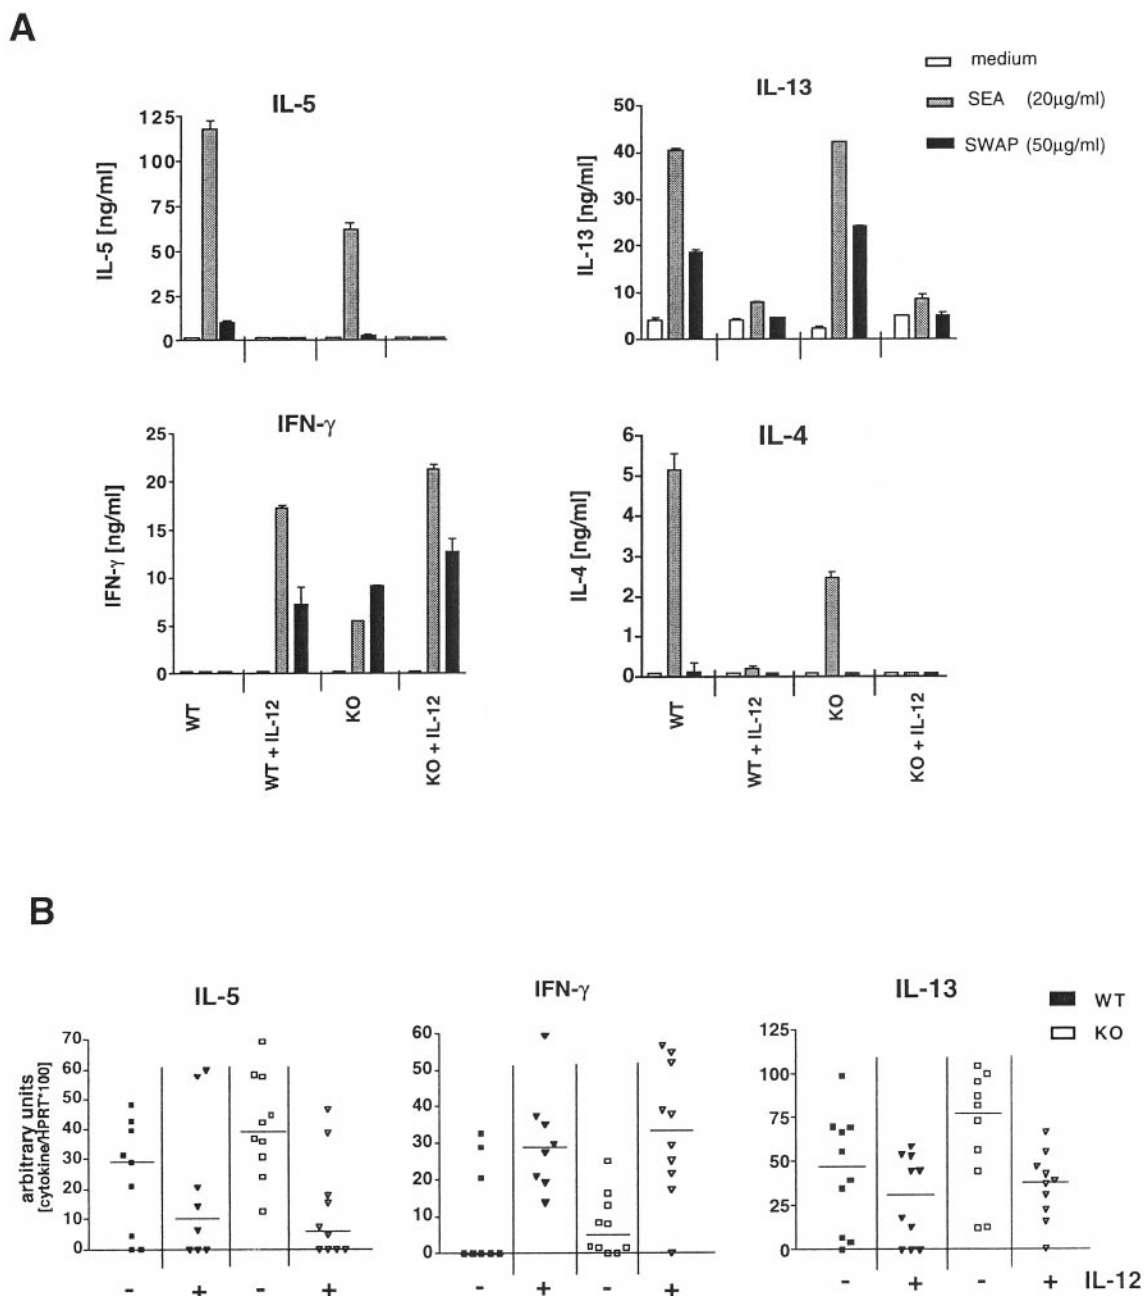 A
medium
SEA (20μg/ml)
SWAP (50μg/ml)
IL-5
IL-5 [ng/ml]
125
100
75
50
25
0
IL-13
IL-13 [ng/ml]
50
40
30
20
10
0
IFN-γ
IFN-γ [ng/ml]
25
20
15
10
5
0
WT
WT + IL-12
KO
KO + IL-12
IL-4
IL-4 [ng/ml]
6
5
4
3
2
1
0
WT
WT + IL-12
KO
KO + IL-12
B
WT
KO
IL-5
arbitrary units
[cytokine/HPRT*100]
70
60
50
40
30
20
10
0
- + - +
IFN-γ
60
50
40
30
20
10
0
- + - +
IL-13
125
100
75
50
25
0
- + - + IL-12